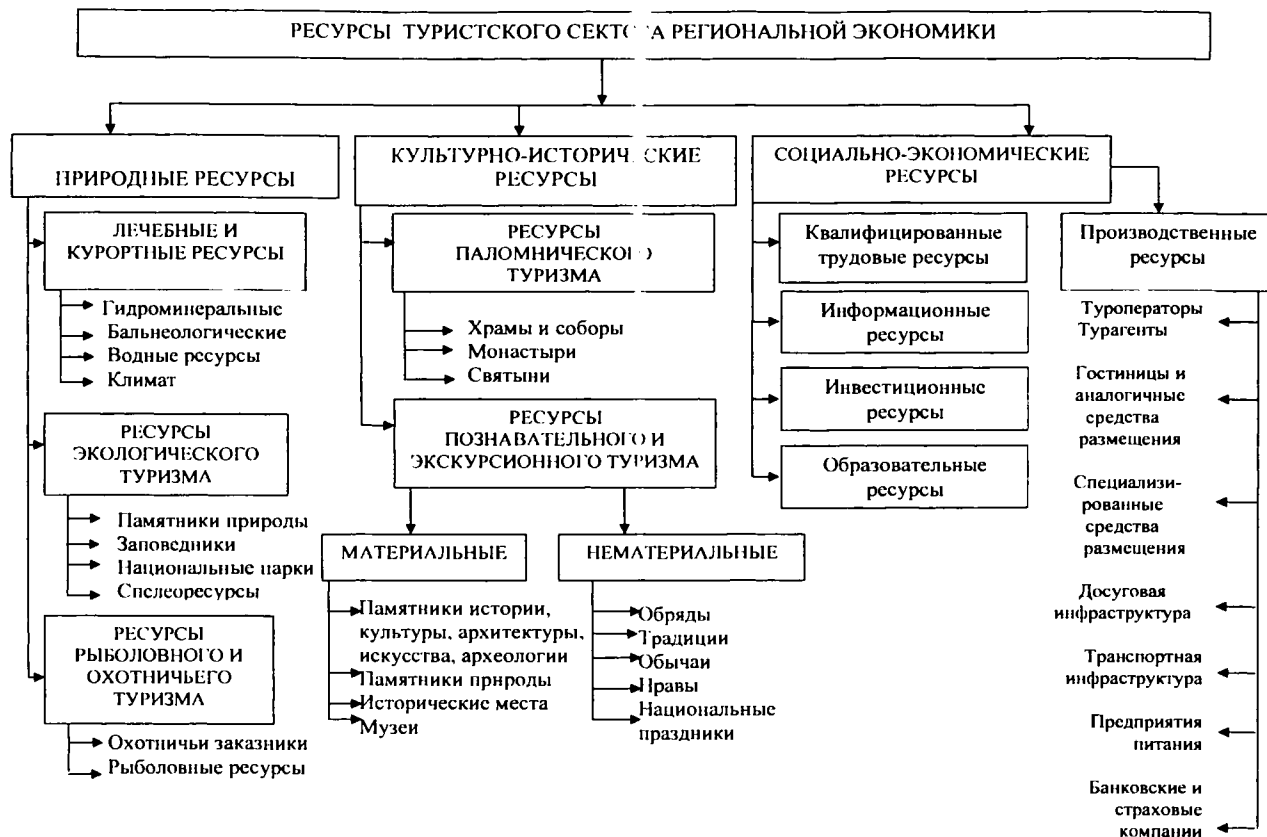 РЕСУРСЫ ТУРИСТСКОГО СЕКТ А РЕГИОНАЛЬНОЙ ЭКОНОМИКИ
ПРИРОДНЫЕ РЕСУРСЫ
ЛЕЧЕБНЫЕ И
КУРОРТНЫЕ РЕСУРСЫ
Гидроминеральные
Бальнеологические
Водные ресурсы
Климат
РЕСУРСЫ
ЭКОЛОГИЧЕСКОГО
ТУРИЗМА
Памятники природы
Заповедники
Национальные парки
Спелеоресурсы
РЕСУРСЫ
РЫБОЛОВНОГО И
ОХОТНИЧЬЕГО
ТУРИЗМА
Охотничьи заказники
Рыболовные ресурсы
КУЛЬТУРНО-ИСТОРИЧЕСКИЕ
РЕСУРСЫ
РЕСУРСЫ
ПАЛОМНИЧЕСКОГО
ТУРИЗМА
Храмы и соборы
Монастыри
Святыни
РЕСУРСЫ
ПОЗНАВАТЕЛЬНОГО И
ЭКСКУРСИОННОГО ТУРИЗМА
МАТЕРИАЛЬНЫЕ
Памятники истории,
культуры, архитектуры,
искусства, археологии
Памятники природы
Исторические места
Музеи
НЕМАТЕРИАЛЬНЫЕ
Обряды
Традиции
Обычаи
Нравы
Национальные
праздники
СОЦИАЛЬНО-ЭКОНОМИЧЕСКИЕ
РЕСУРСЫ
Квалифицированные
трудовые ресурсы
Информационные
ресурсы
Инвестиционные
ресурсы
Образовательные
ресурсы
Производственные
ресурсы
Туроператоры
Турагенты
Гостиницы и
аналогичные
средства
размещения
Специализи-
рованные
средства
размещения
Досуговая
инфраструктура
Транспортная
инфраструктура
Предприятия
питания
Банковские и
страховые
компании